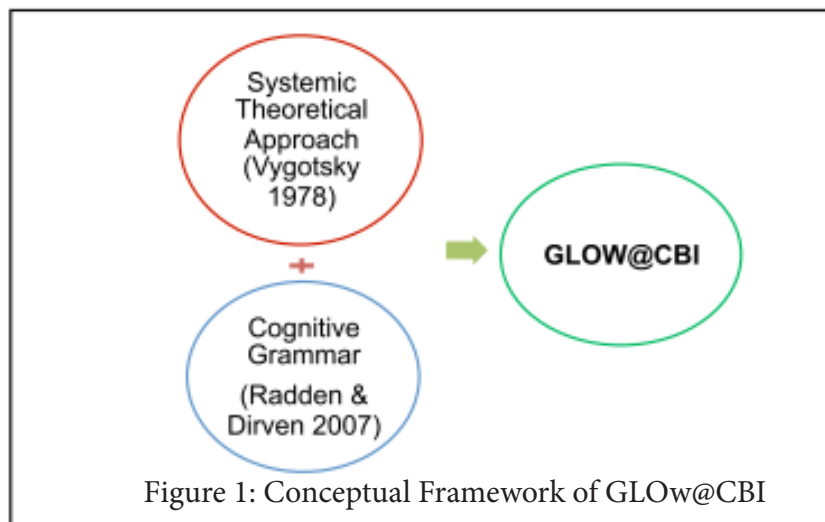 Systemic
Theoretical
Approach
(Vygotsky
1978)
+
Cognitive
Grammar
(Radden &
Dirven 2007)
GLOW@CBI
Figure 1: Conceptual Framework of GLOw@CBI